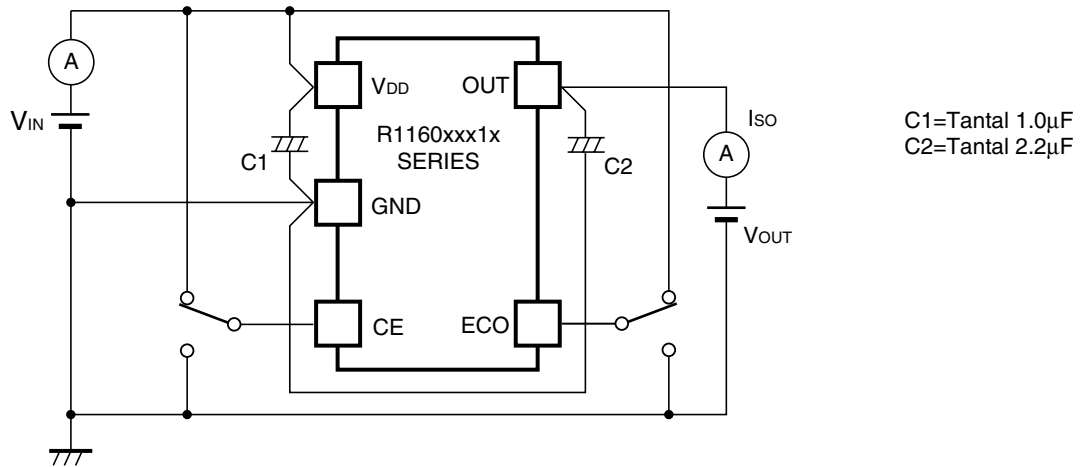 A
VIN
VDD
OUT
R1160xxx1x
SERIES
C1
C2
GND
CE
ECO
ISO
A
VOUT
C1=Tantal 1.0μF
C2=Tantal 2.2μF